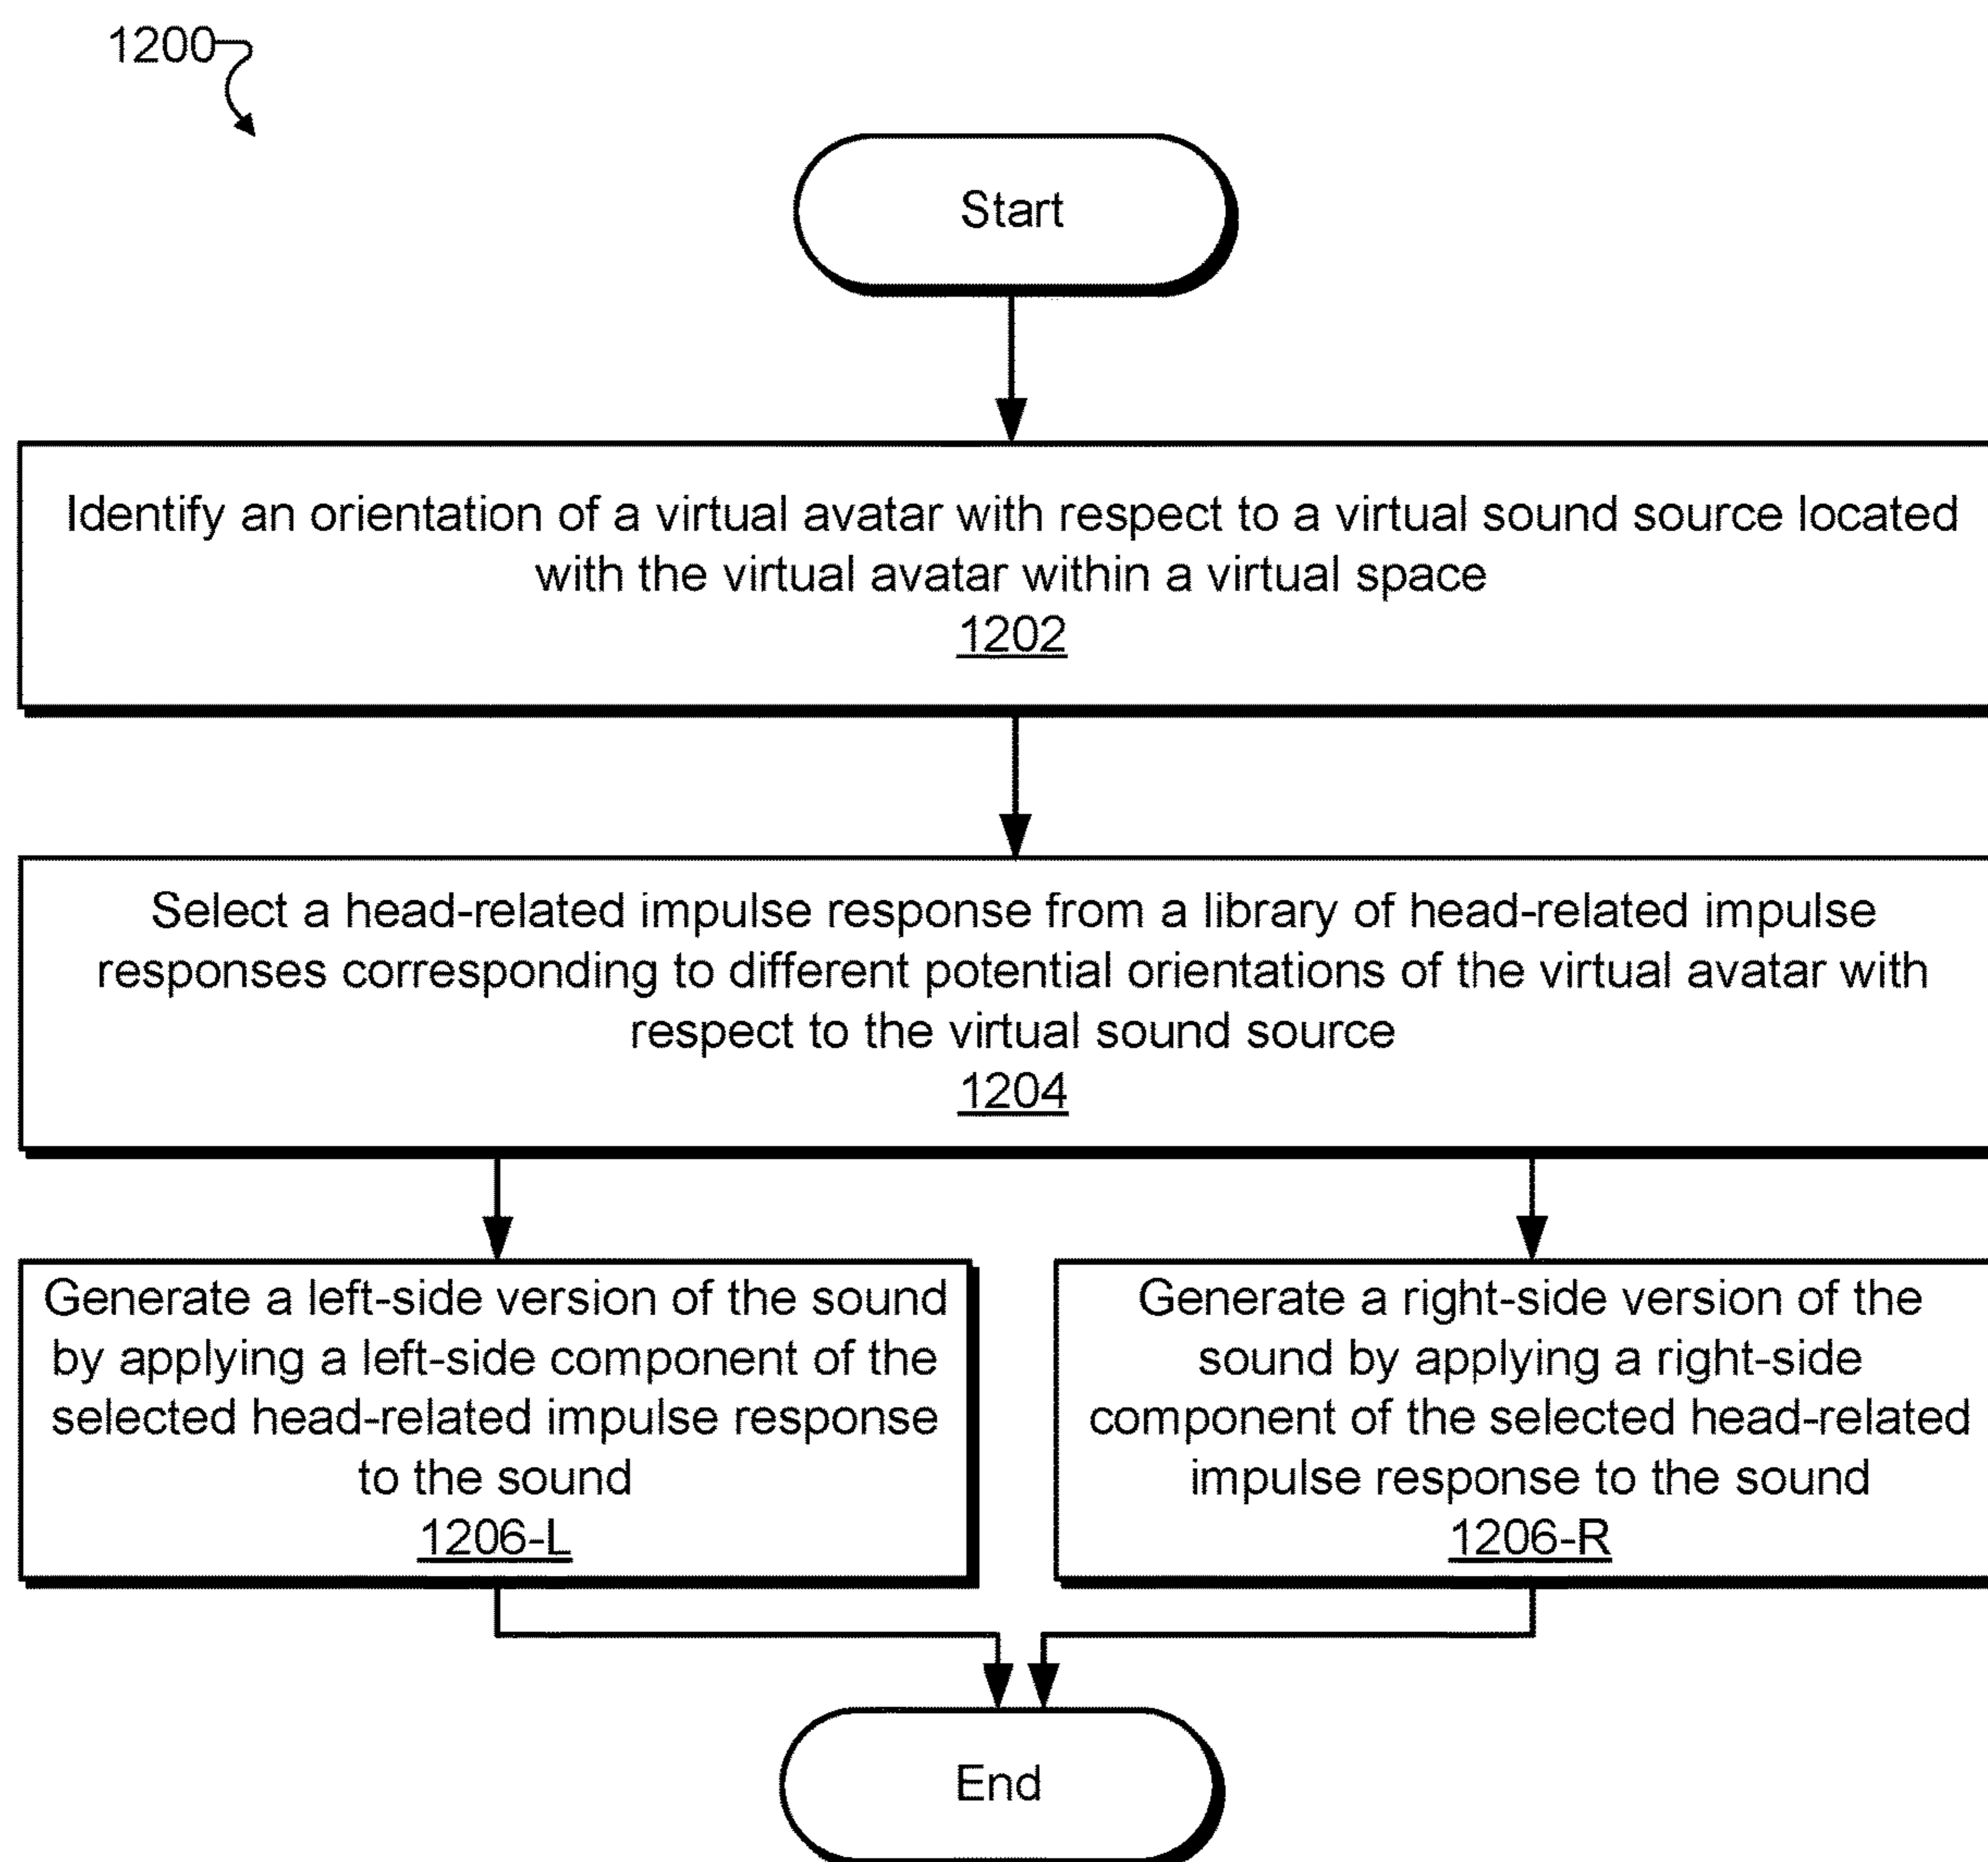 1200
Start
Identify an orientation of a virtual avatar with respect to a virtual sound source located
with the virtual avatar within a virtual space
1202
Select a head-related impulse response from a library of head-related impulse
responses corresponding to different potential orientations of the virtual avatar with
respect to the virtual sound source
1204
Generate a left-side version of the sound
by applying a left-side component of the
selected head-related impulse response
to the sound
1206-L
Generate a right-side version of the
sound by applying a right-side
component of the selected head-related
impulse response to the sound
1206-R
End